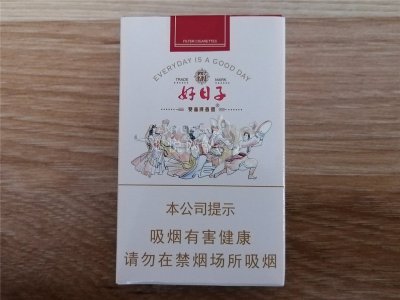 FILTER CIGARETTES
EVERYDAY IS A GOOD DAY
TRADE MARK
好日子
本公司提示
吸烟有害健康
请勿在禁烟场所吸烟